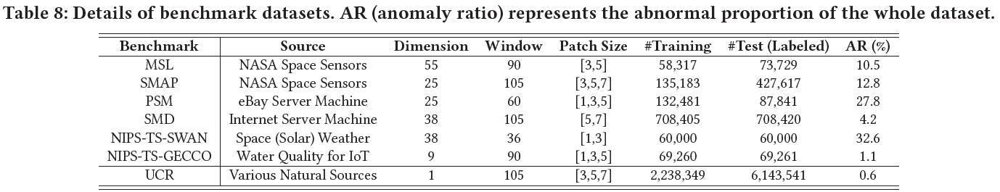 Table 8: Details of benchmark datasets. AR (anomaly ratio) represents the abnormal proportion of the whole dataset.
Benchmark Source Dimension Window Patch Size #Training #Test (Labeled) AR (%)
MSL NASA Space Sensors 55 90 [3,5] 58,317 73,729 10.5
SMAP NASA Space Sensors 25 105 [3,5,7] 135,183 427,617 12.8
PSM eBay Server Machine 25 60 [1,3,5] 132,481 87,841 27.8
SMD Internet Server Machine 38 105 [5,7] 708,405 708,420 4.2
NIPS-TS-SWAN Space (Solar) Weather 38 36 [1,3] 60,000 60,000 32.6
NIPS-TS-GECCO Water Quality for IoT 9 90 [1,3,5] 69,260 69,261 1.1
UCR Various Natural Sources 1 105 [3,5,7] 2,238,349 6,143,541 0.6